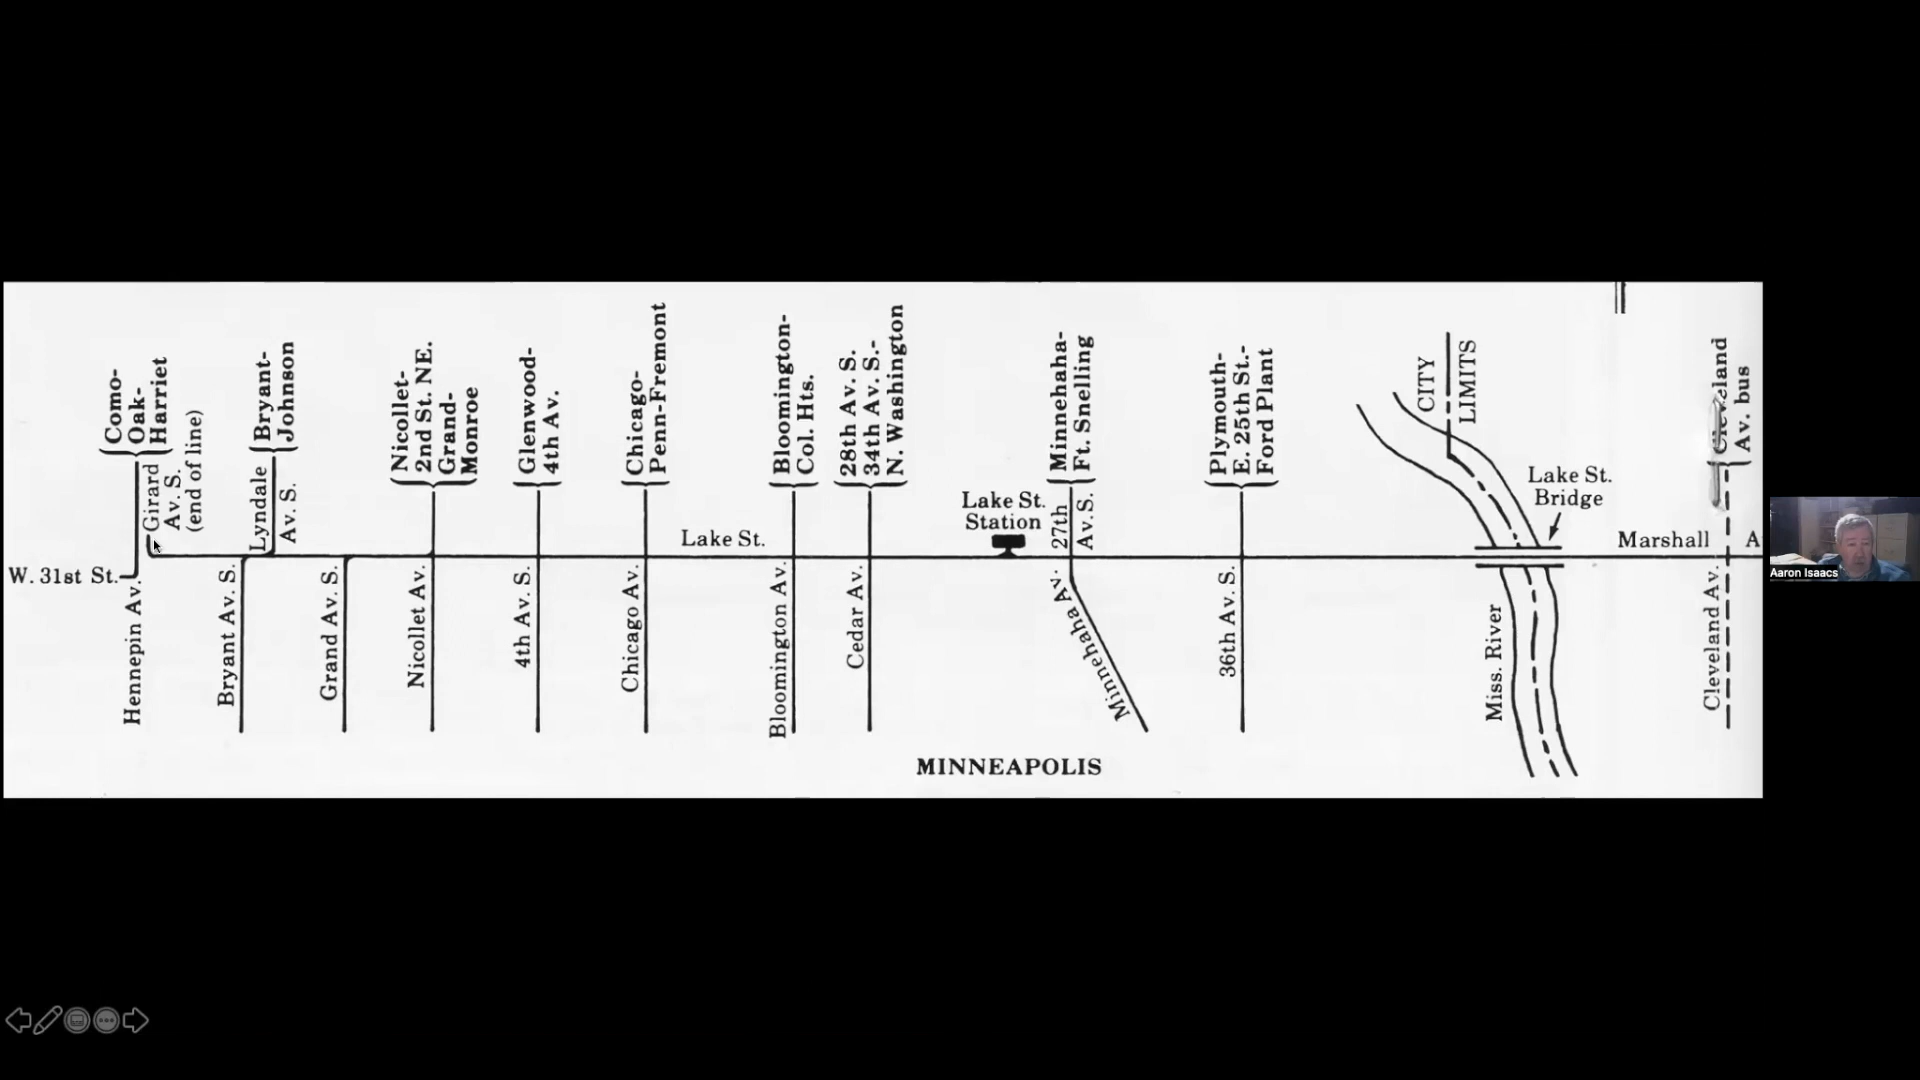 Como-
Oak-
Harriet
Girard
Av. S.
(end of line)
W. 31st St.
Hennepin Av.
Bryant-
Johnson
Lyndale
Av. S.
Bryant Av. S.
Grand Av. S.
Nicollet-
2nd St. NE.
Grand-
Monroe
Nicollet Av.
Glenwood-
4th Av.
4th Av. S.
Chicago-
Penn-Fremont
Chicago Av.
Lake St.
Bloomington-
Col. Hts.
Bloomington Av.
28th Av. S.
34th Av. S.-
N. Washington
Cedar Av.
Lake St.
Station
Minnehaha-
Ft. Snelling
27th
Av. S.
Minnehaha Av.
Plymouth-
E. 25th St.-
Ford Plant
36th Av. S.
CITY
LIMITS
Lake St.
Bridge
Miss. River
Marshall A
Cleveland
Av. bus
Cleveland Av.
MINNEAPOLIS
Aaron Isaacs